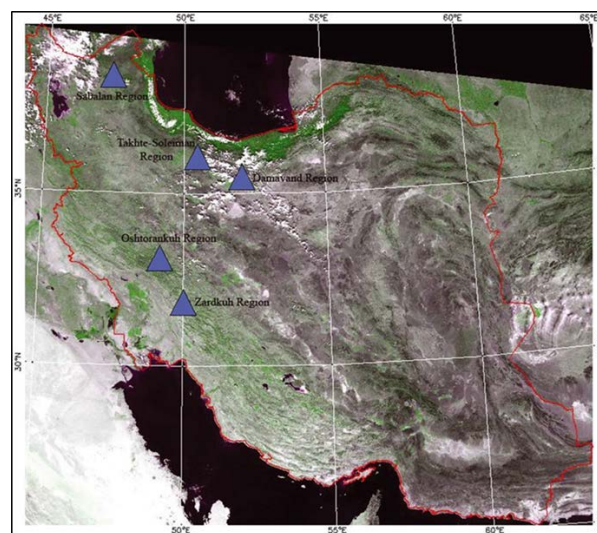 45°E
50°E
55°E
60°E
65°E
Sabalan Region
Takhte-Soleiman
Region
Damavand Region
35°N
Oshtorankuh Region
Zardkuh Region
30°N
50°E
55°E
60°E